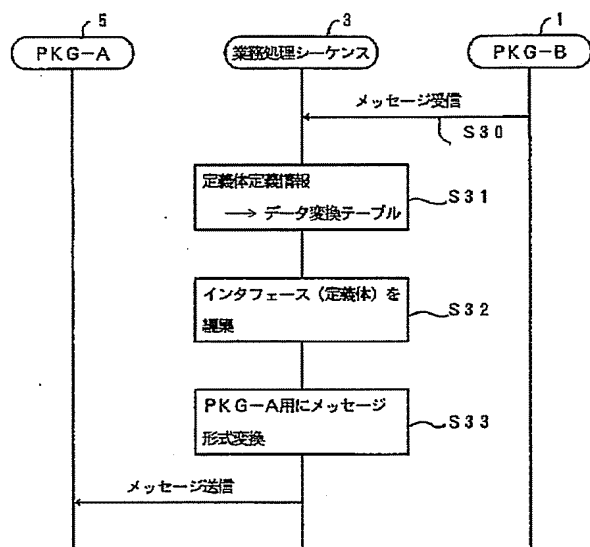 5
3
1
PKG-A
業務処理シーケンス
PKG-B
メッセージ受信
S30
定義体定義情報
→ データ変換テーブル
S31
インタフェース（定義体）を
編築
S32
PKG-A用にメッセージ
形式変換
S33
メッセージ送信